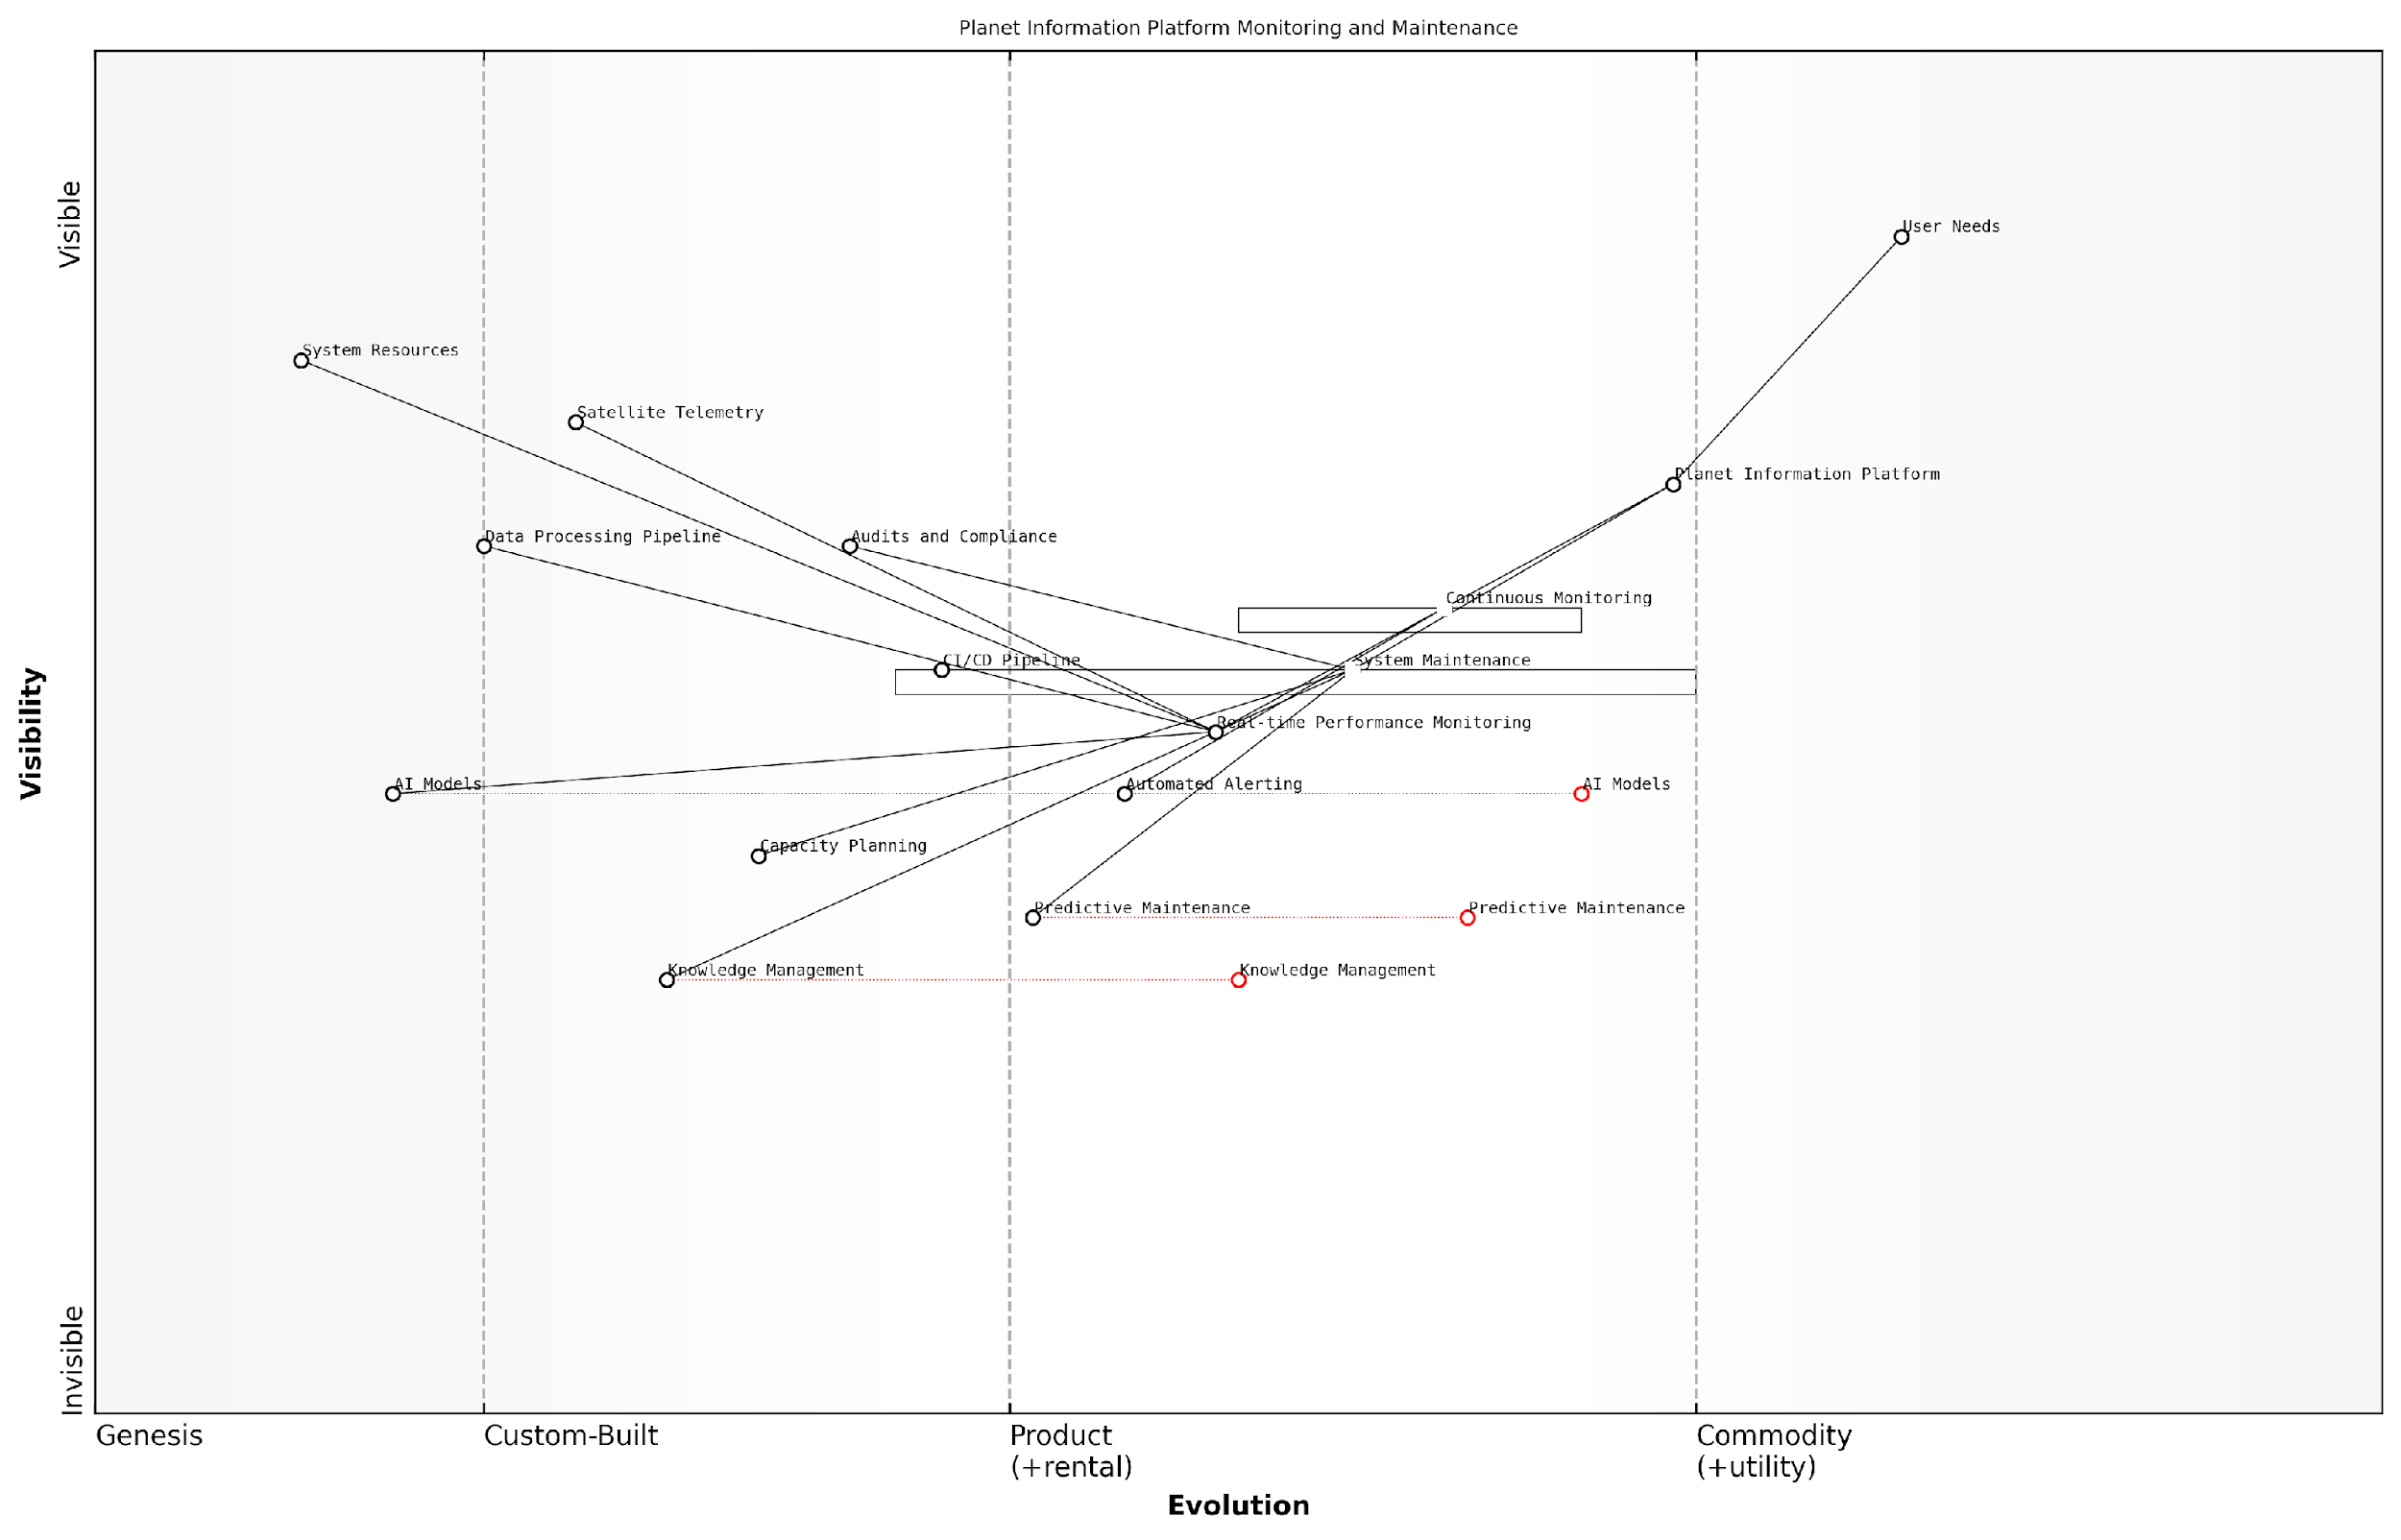 Planet Information Platform Monitoring and Maintenance
Visible
User Needs
System Resources
Satellite Telemetry
Planet Information Platform
Data Processing Pipeline
Audits and Compliance
Continuous Monitoring
CI/CD Pipeline
System Maintenance
Visibility
Real-time Performance Monitoring
AI Models
Automated Alerting
AI Models
Capacity Planning
Predictive Maintenance
Predictive Maintenance
Knowledge Management
Knowledge Management
Invisible
Genesis
Custom-Built
Product
(+rental)
Commodity
(+utility)
Evolution